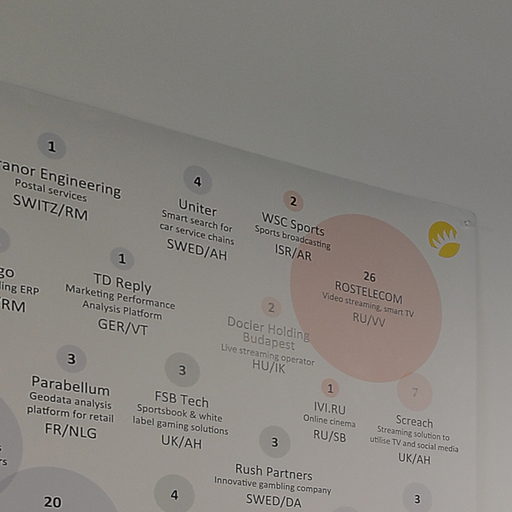 1
anor Engineering
Postal services
SWITZ/RM
4
Uniter
Smart search for
car service chains
SWED/AH
2
WSC Sports
Sports broadcasting
ISR/AR
26
ROSTELECOM
Video streaming, smart TV
RU/VV
go
ing ERP
RM
1
TD Reply
Marketing Performance
Analysis Platform
GER/VT
2
Docler Holding
Budapest
Live streaming operator
HU/IK
3
Parabellum
Geodata analysis
platform for retail
FR/NLG
3
FSB Tech
Sportsbook & white
label gaming solutions
UK/AH
1
IVI.RU
Online cinema
RU/SB
7
Screach
Streaming solution to
utilise TV and social media
UK/AH
3
Rush Partners
Innovative gambling company
SWED/DA
20
4
3